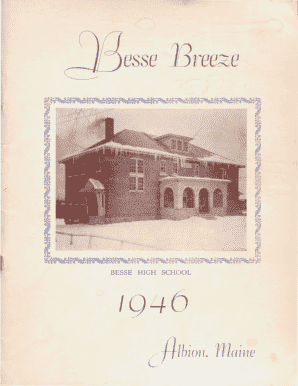 Besse Breeze
BESSE HIGH SCHOOL
1946
Albion, Maine